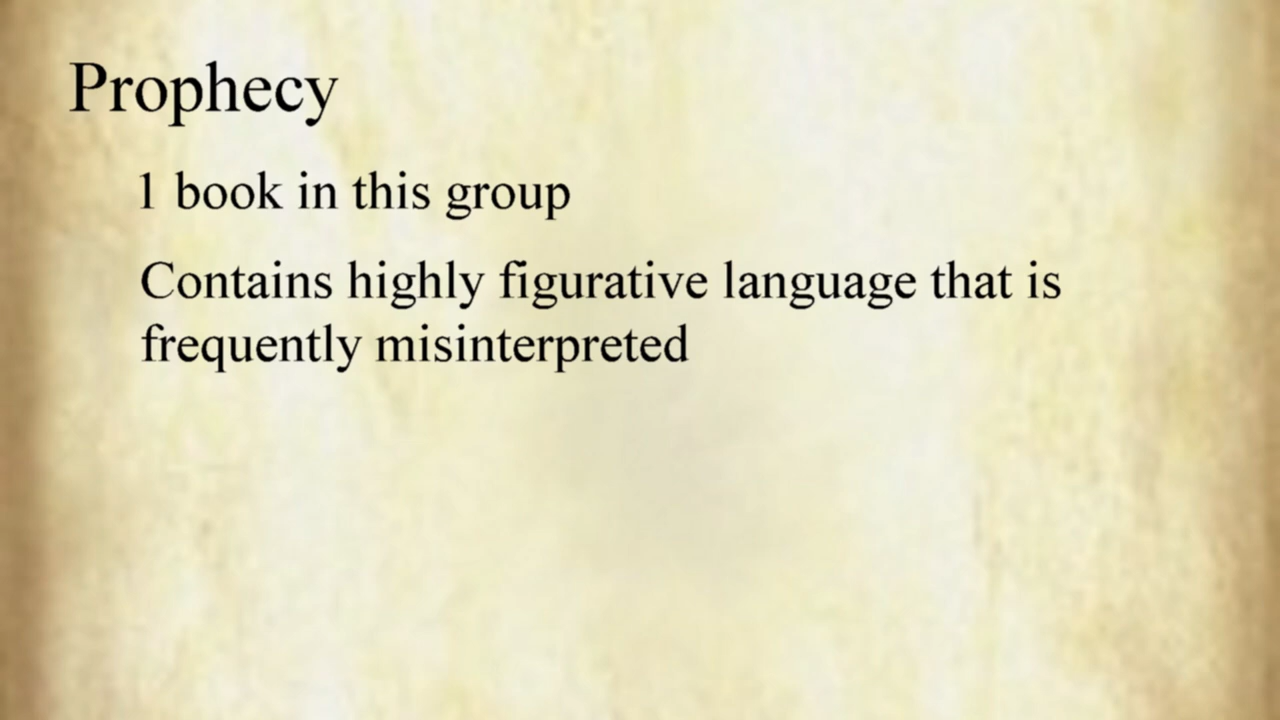 Prophecy
1 book in this group
Contains highly figurative language that is
frequently misinterpreted